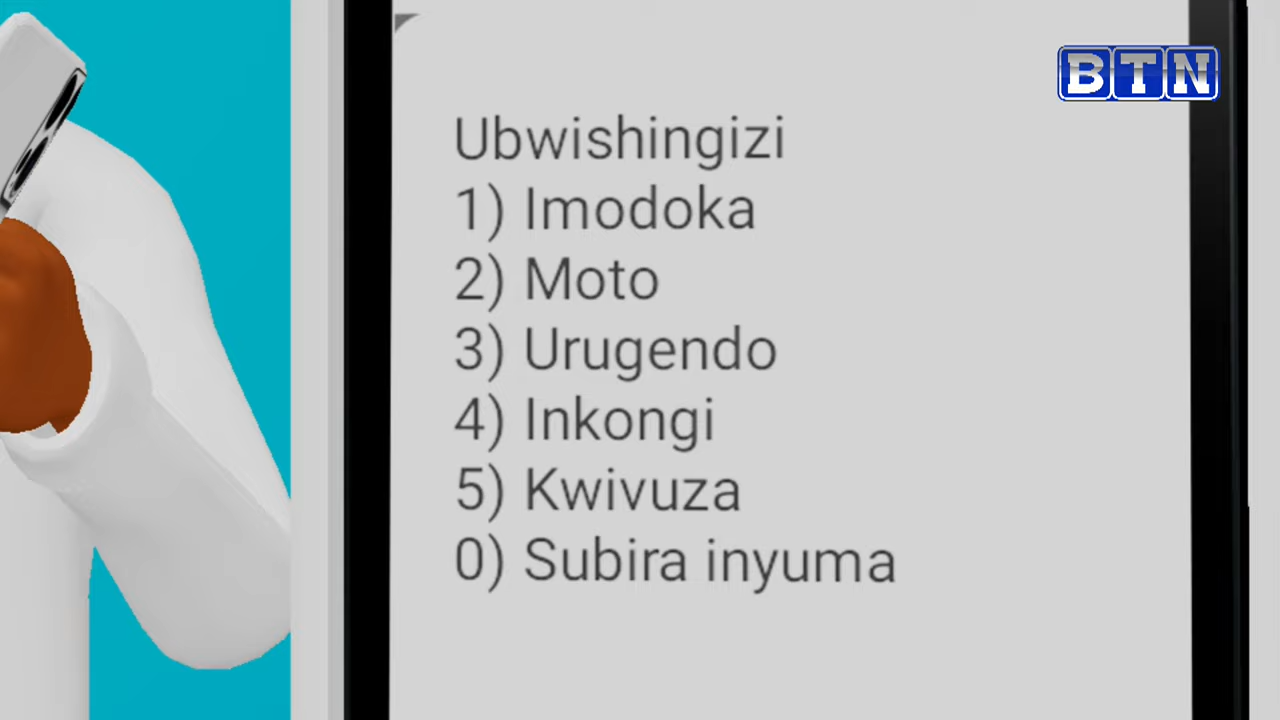 BTN
Ubwishingizi
1) Imodoka
2) Moto
3) Urugendo
4) Inkongi
5) Kwivuza
0) Subira inyuma